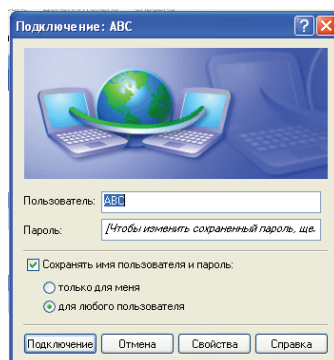 Подключение: ABC
Пользователь: ABC
Пароль: [Чтобы изменить сохраненный пароль, ще.
Сохранять имя пользователя и пароль:
только для меня
для любого пользователя
Подключение Отмена Свойства Справка